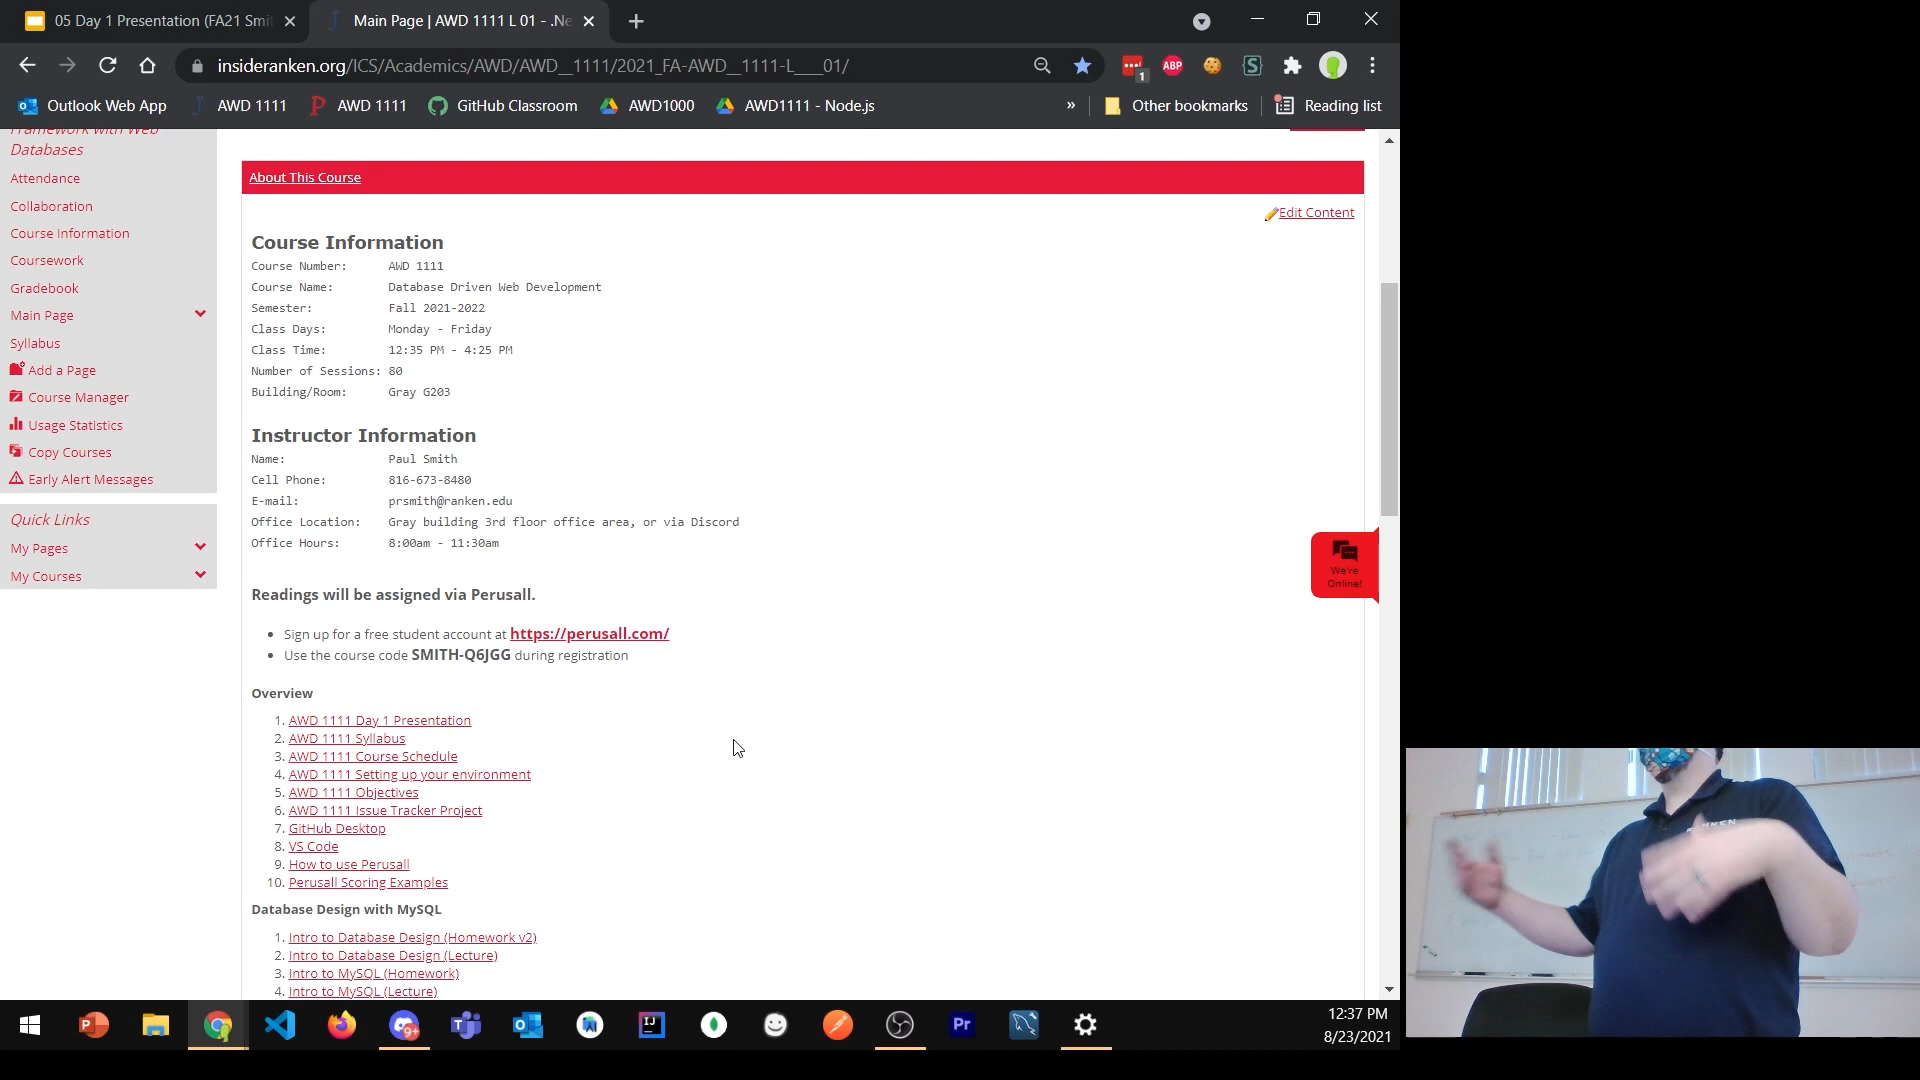 05 Day 1 Presentation (FA21 Smi
Main Page | AWD 1111 L 01 - .Ne
insideranken.org/ICS/Academics/AWD/AWD__1111/2021_FA-AWD__1111-L___01/
1
ABP
Outlook Web App
AWD 1111
AWD 1111
GitHub Classroom
AWD1000
AWD1111 - Node.js
»
Other bookmarks
Reading list
Framework with Web
Databases
Attendance
Collaboration
Course Information
Coursework
Gradebook
Main Page
Syllabus
Add a Page
Course Manager
Usage Statistics
Copy Courses
Early Alert Messages
Quick Links
My Pages
My Courses
About This Course
Edit Content
Course Information
Course Number: AWD 1111
Course Name: Database Driven Web Development
Semester: Fall 2021-2022
Class Days: Monday - Friday
Class Time: 12:35 PM - 4:25 PM
Number of Sessions: 80
Building/Room: Gray G203
Instructor Information
Name: Paul Smith
Cell Phone: 816-673-8480
E-mail: prsmith@ranken.edu
Office Location: Gray building 3rd floor office area, or via Discord
Office Hours: 8:00am - 11:30am
We're
Online!
Readings will be assigned via Perusall.
Sign up for a free student account at https://perusall.com/
Use the course code SMITH-Q6JGG during registration
Overview
1. AWD 1111 Day 1 Presentation
2. AWD 1111 Syllabus
3. AWD 1111 Course Schedule
4. AWD 1111 Setting up your environment
5. AWD 1111 Objectives
6. AWD 1111 Issue Tracker Project
7. GitHub Desktop
8. VS Code
9. How to use Perusall
10. Perusall Scoring Examples
Database Design with MySQL
1. Intro to Database Design (Homework v2)
2. Intro to Database Design (Lecture)
3. Intro to MySQL (Homework)
4. Intro to MySQL (Lecture)
12:37 PM
8/23/2021